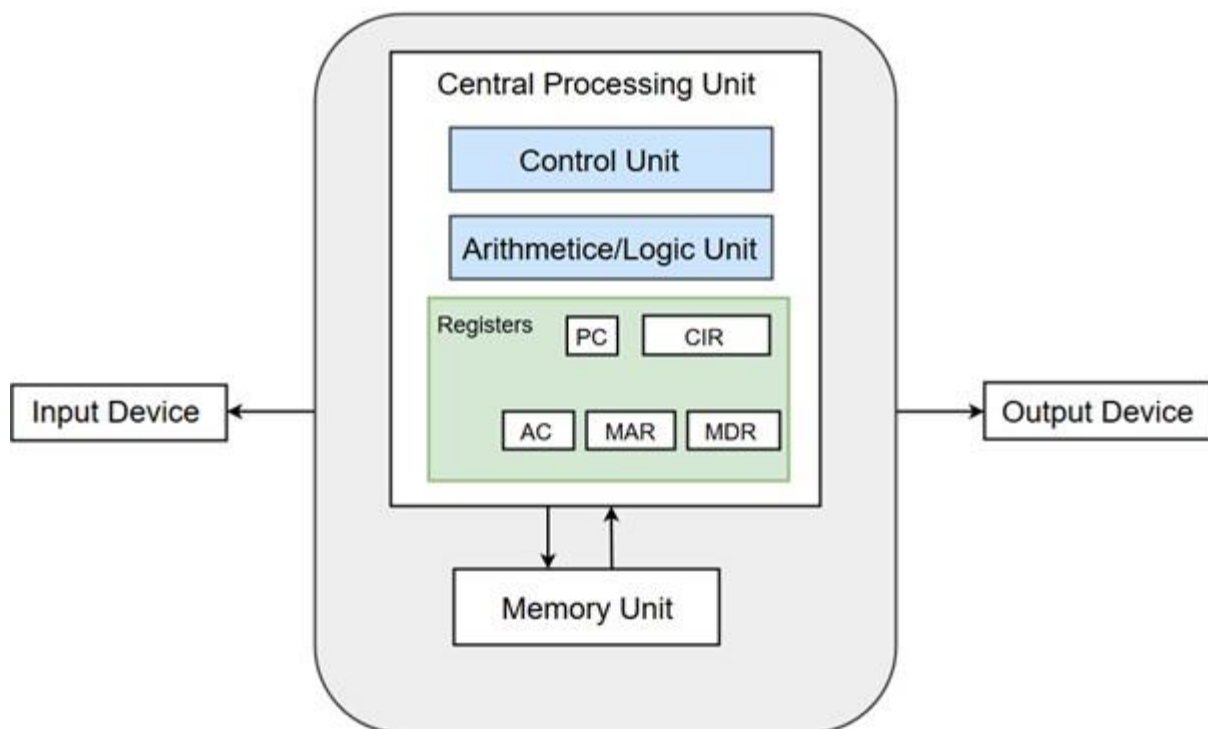 Central Processing Unit
Control Unit
Arithmetice/Logic Unit
Registers
PC
CIR
Input Device
Output Device
AC
MAR
MDR
Memory Unit